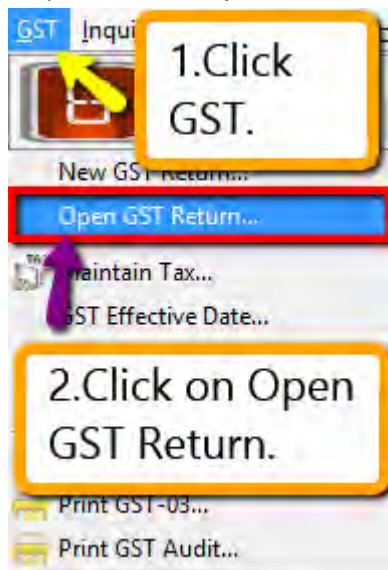 GST Inqui
1.Click
GST.
New GST Return...
Open GST Return...
Maintain Tax...
GST Effective Date...
2.Click on Open
GST Return.
Print GST-03...
Print GST Audit...